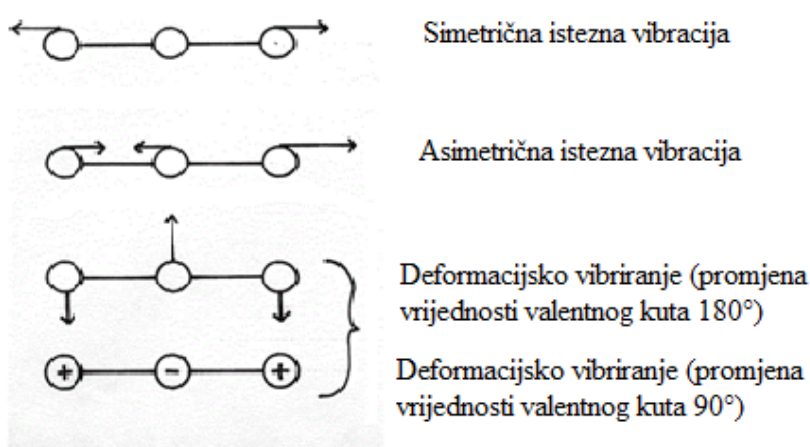 Simetrična istezna vibracija
Asimetrična istezna vibracija
Deformacijsko vibriranje (promjena
vrijednosti valentnog kuta 180°)
+ - +
Deformacijsko vibriranje (promjena
vrijednosti valentnog kuta 90°)